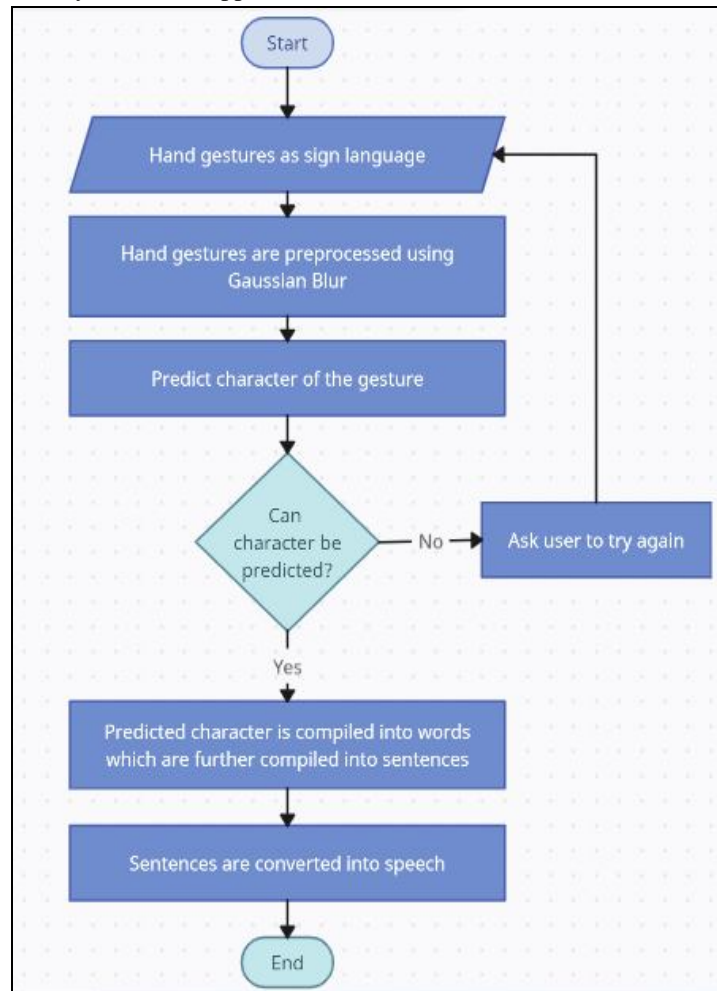 Start
Hand gestures as sign language
Hand gestures are preprocessed using
Gaussian Blur
Predict character of the gesture
Can
character be
predicted?
No
Ask user to try again
Yes
Predicted character is compiled into words
which are further compiled into sentences
Sentences are converted into speech
End